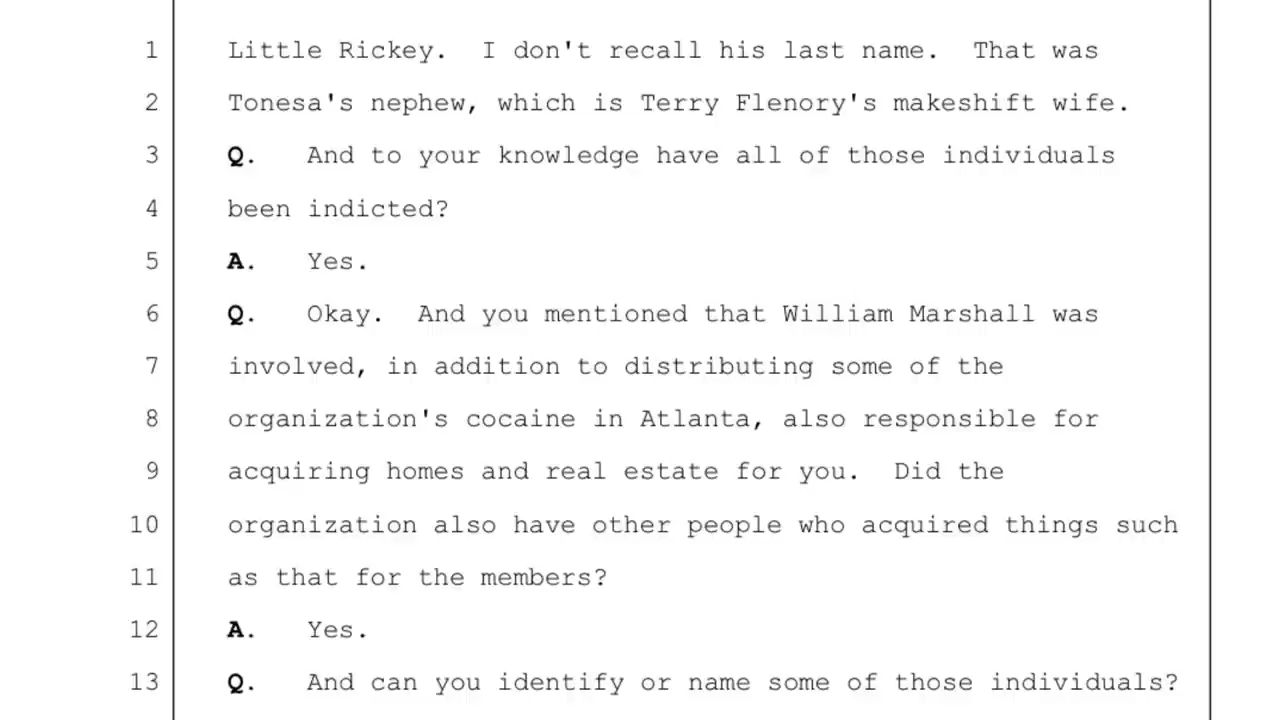 1 Little Rickey. I don't recall his last name. That was
2 Tonesa's nephew, which is Terry Flenory's makeshift wife.
3 Q. And to your knowledge have all of those individuals
4 been indicted?
5 A. Yes.
6 Q. Okay. And you mentioned that William Marshall was
7 involved, in addition to distributing some of the
8 organization's cocaine in Atlanta, also responsible for
9 acquiring homes and real estate for you. Did the
10 organization also have other people who acquired things such
11 as that for the members?
12 A. Yes.
13 Q. And can you identify or name some of those individuals?